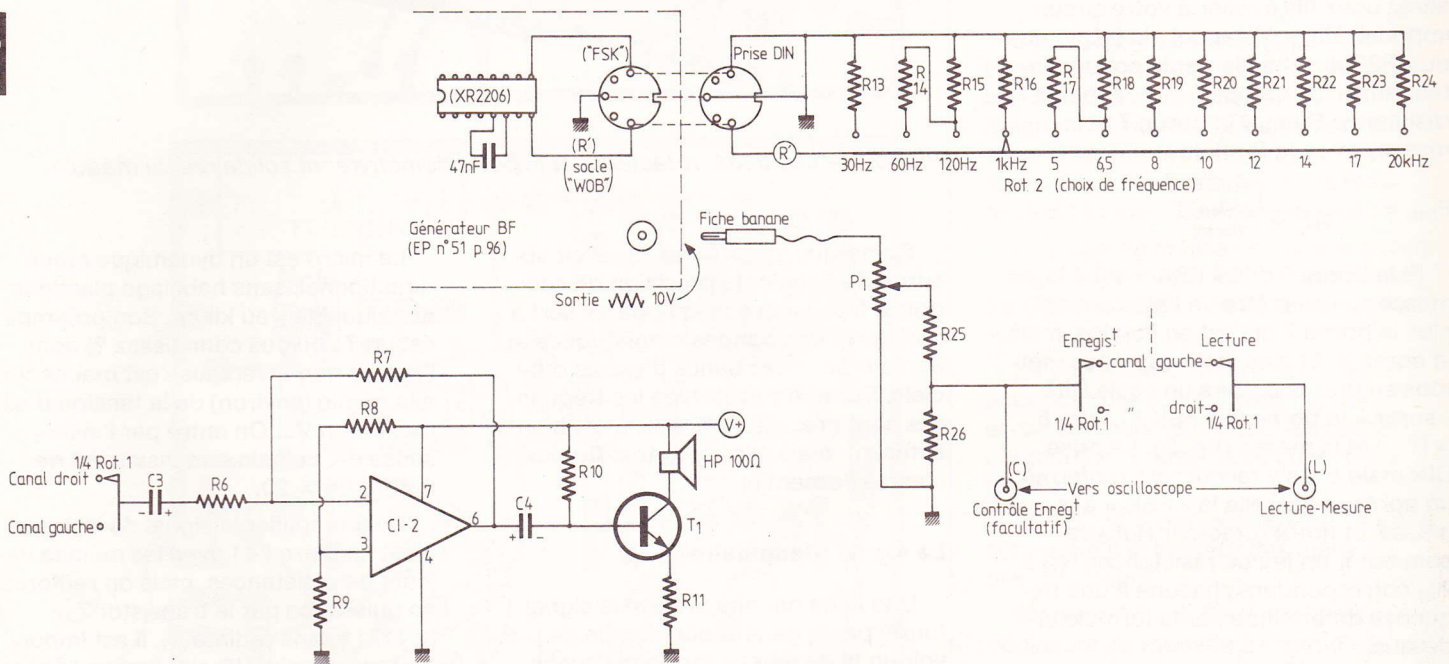 ("FSK")
Prise DIN
(XR2206)
47nF
(R')
socle
("WOB")
R13
R
14
R15
R16
R
17
R18
R19
R20
R21
R22
R23
R24
R'
30Hz
60Hz
120Hz
1kHz
5
6,5
8
10
12
14
17
20kHz
Rot. 2 (choix de fréquence)
Générateur BF
(EP n°51 p 96)
Fiche banane
Sortie
10V
P1
R25
R26
Enregist
Lecture
canal gauche
"
droit
1/4 Rot.1
1/4 Rot.1
(C)
Vers oscilloscope
(L)
Contrôle Enregt
(facultatif)
Lecture-Mesure
R7
R8
V+
HP 100Ω
R10
1/4 Rot.1
Canal droit
Canal gauche
C3
R6
2
7
CI-2
6
3
4
C4
T1
R9
R11